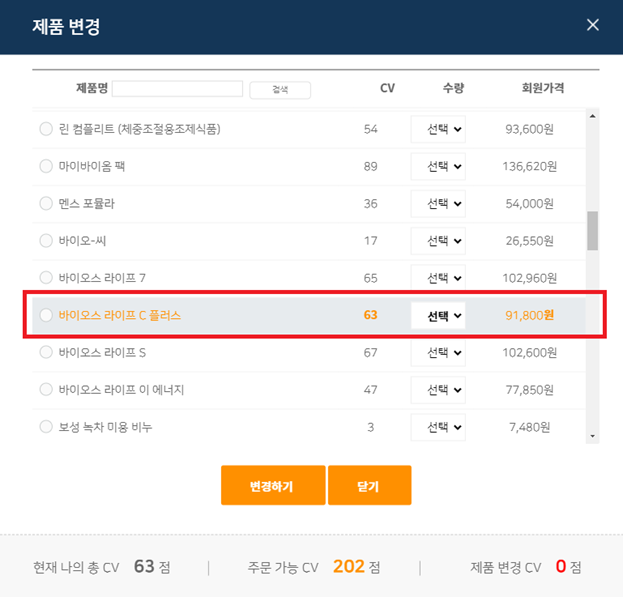 제품 변경
제품명 검색 CV 수량 회원가격
린 컴플리트 (체중조절용조제식품) 54 선택 93,600원
마이바이옴 팩 89 선택 136,620원
멘스 포뮬라 36 선택 54,000원
바이오-씨 17 선택 26,550원
바이오스 라이프 7 65 선택 102,960원
바이오스 라이프 C 플러스 63 선택 91,800원
바이오스 라이프 S 67 선택 102,600원
바이오스 라이프 이 에너지 47 선택 77,850원
보성 녹차 미용 비누 3 선택 7,480원
변경하기 닫기
현재 나의 총 CV 63 점 | 주문 가능 CV 202 점 | 제품 변경 CV 0 점